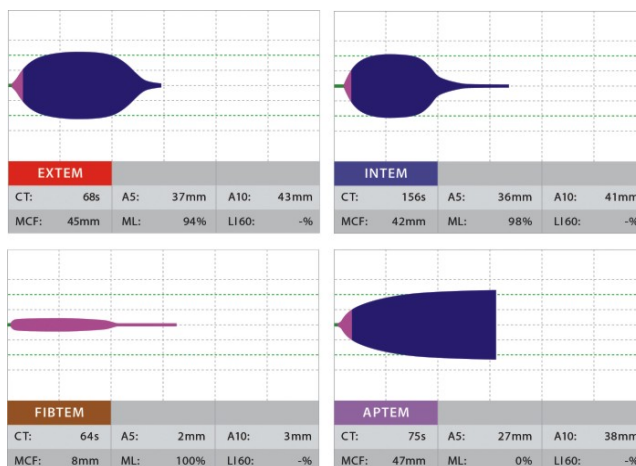 EXTEM
CT: 68s A5: 37mm A10: 43mm
MCF: 45mm ML: 94% LI60: -%
INTEM
CT: 156s A5: 36mm A10: 41mm
MCF: 42mm ML: 98% LI60: -%
FIBTEM
CT: 64s A5: 2mm A10: 3mm
MCF: 8mm ML: 100% LI60: -%
APTEM
CT: 75s A5: 27mm A10: 38mm
MCF: 47mm ML: 0% LI60: -%